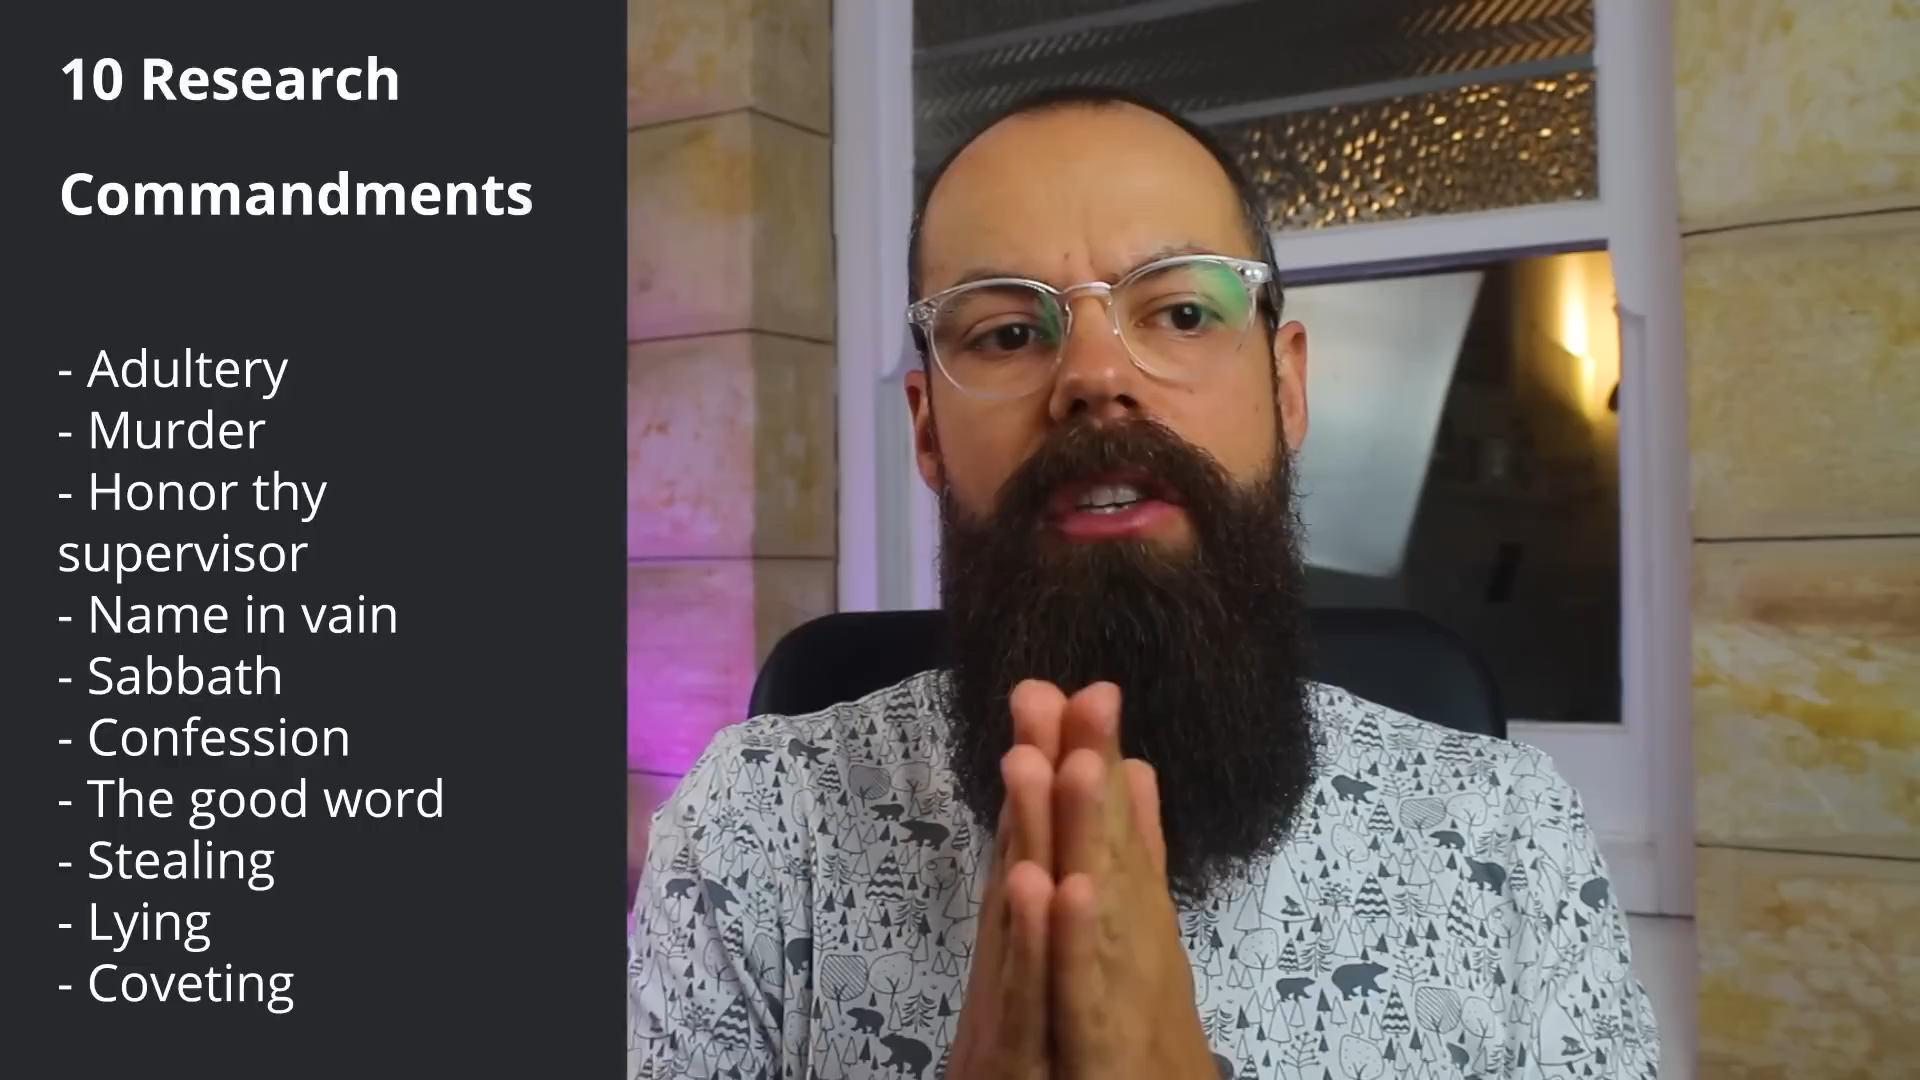 10 Research
Commandments
- Adultery
- Murder
- Honor thy
supervisor
- Name in vain
- Sabbath
- Confession
- The good word
- Stealing
- Lying
- Coveting